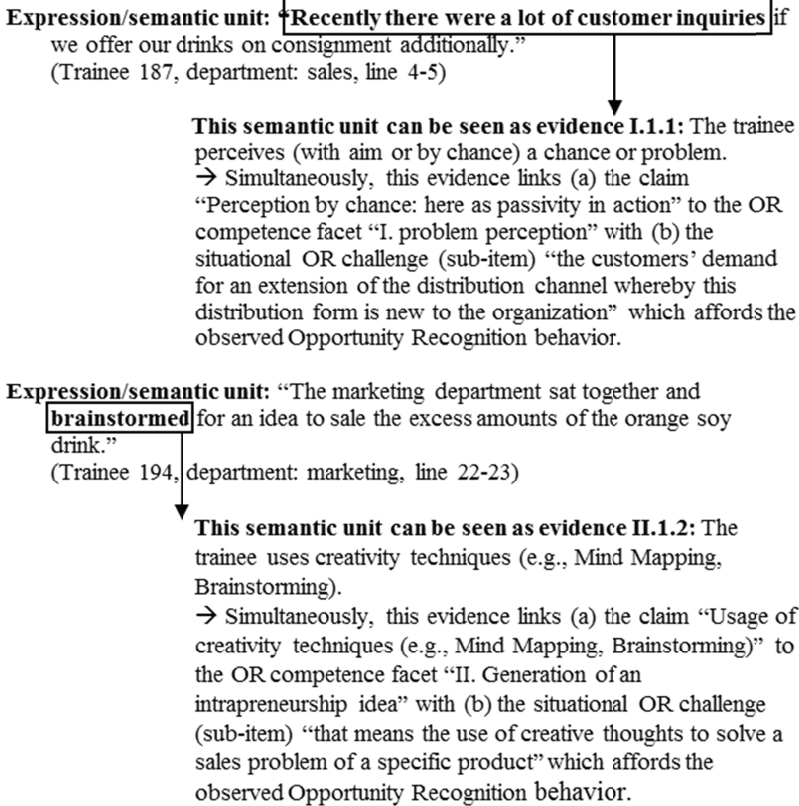 Expression/semantic unit: “Recently there were a lot of customer inquiries if
we offer our drinks on consignment additionally.”
(Trainee 187, department: sales, line 4-5)
This semantic unit can be seen as evidence I.1.1: The trainee
perceives (with aim or by chance) a chance or problem.
→ Simultaneously, this evidence links (a) the claim
“Perception by chance: here as passivity in action” to the OR
competence facet “I. problem perception” with (b) the
situational OR challenge (sub-item) “the customers’ demand
for an extension of the distribution channel whereby this
distribution form is new to the organization” which affords the
observed Opportunity Recognition behavior.
Expression/semantic unit: “The marketing department sat together and
brainstormed for an idea to sale the excess amounts of the orange soy
drink.”
(Trainee 194, department: marketing, line 22-23)
This semantic unit can be seen as evidence II.1.2: The
trainee uses creativity techniques (e.g., Mind Mapping,
Brainstorming).
→ Simultaneously, this evidence links (a) the claim “Usage of
creativity techniques (e.g., Mind Mapping, Brainstorming)” to
the OR competence facet “II. Generation of an
intrapreneurship idea” with (b) the situational OR challenge
(sub-item) “that means the use of creative thoughts to solve a
sales problem of a specific product” which affords the
observed Opportunity Recognition behavior.